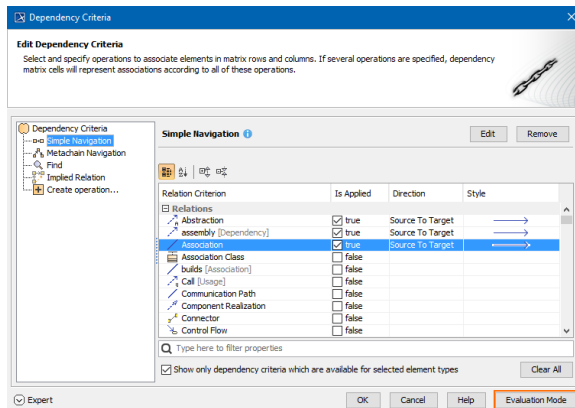 Dependency Criteria
Edit Dependency Criteria
Select and specify operations to associate elements in matrix rows and columns. If several operations are specified, dependency
matrix cells will represent associations according to all of these operations.
Dependency Criteria
Simple Navigation
Metachain Navigation
Find
Implied Relation
Create operation...
Simple Navigation
Edit
Remove
Relation Criterion Is Applied Direction Style
Relations
Abstraction true Source To Target
assembly [Dependency] true Source To Target
Association true Source To Target
Association Class false
builds [Association] false
Call [Usage] false
Communication Path false
Component Realization false
Connector false
Control Flow false
Type here to filter properties
Show only dependency criteria which are available for selected element types
Clear All
Expert
OK
Cancel
Help
Evaluation Mode